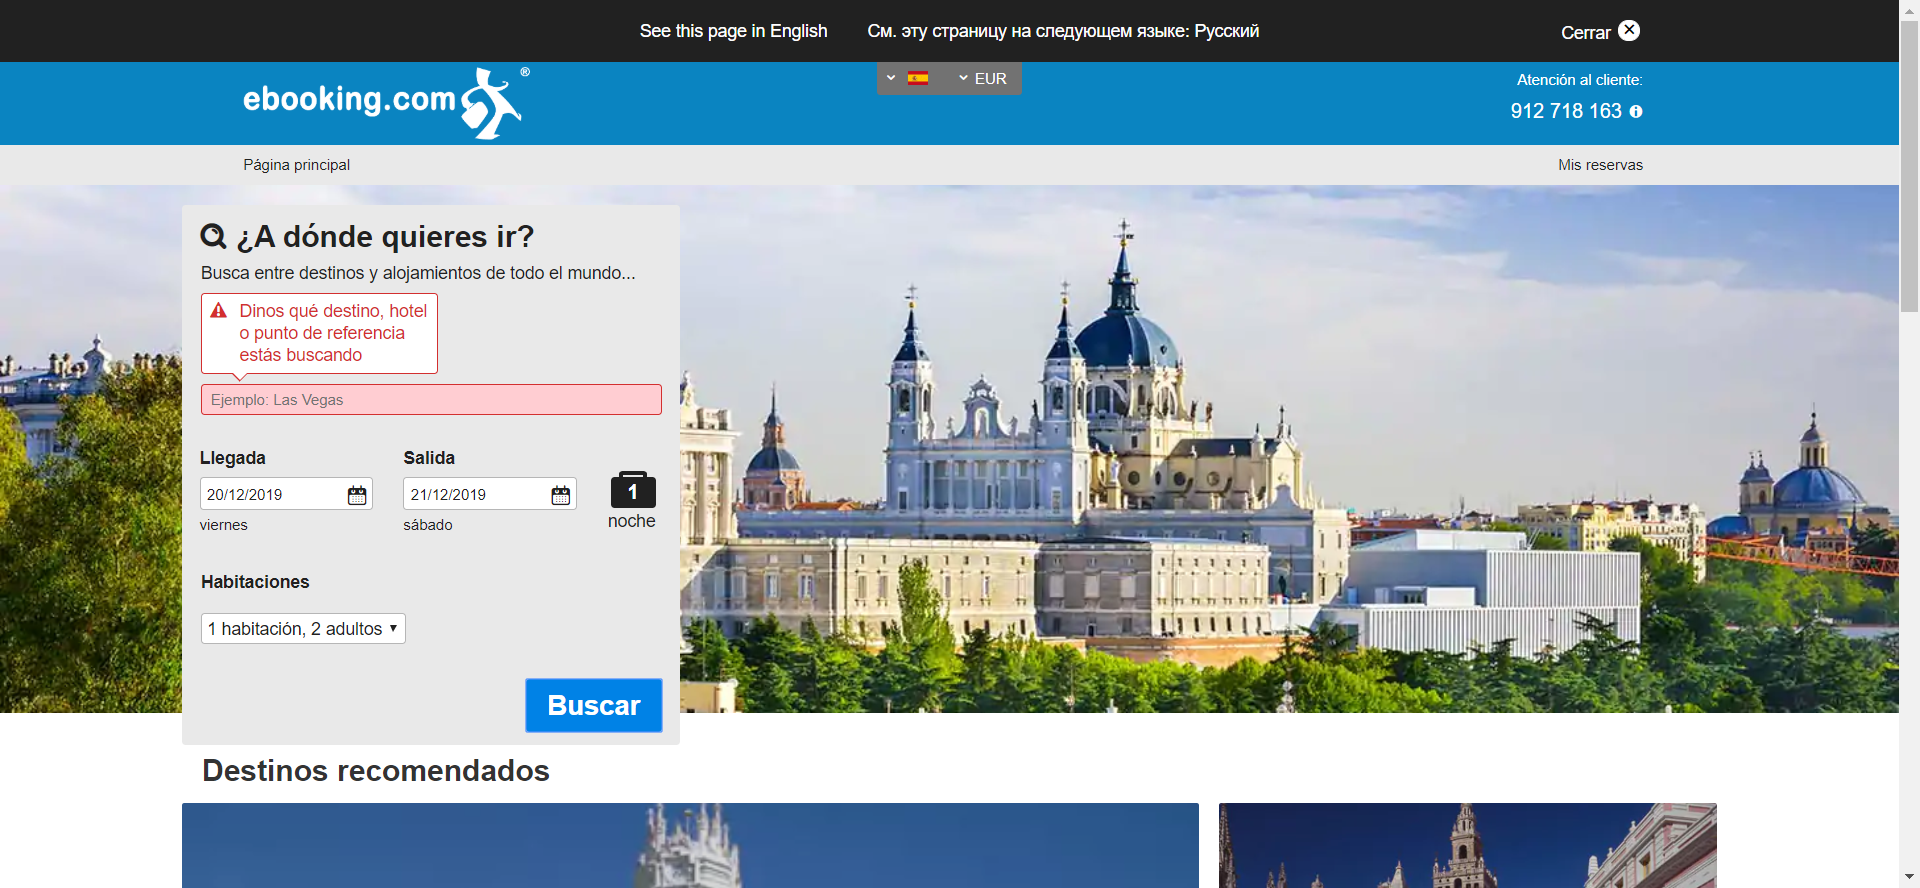 See this page in English
См. эту страницу на следующем языке: Русский
Cerrar
ebooking.com®
EUR
Atención al cliente:
912 718 163
Página principal
Mis reservas
¿A dónde quieres ir?
Busca entre destinos y alojamientos de todo el mundo...
Dinos qué destino, hotel
o punto de referencia
estás buscando
Ejemplo: Las Vegas
Llegada
Salida
20/12/2019
21/12/2019
1
viernes
sábado
noche
Habitaciones
1 habitación, 2 adultos
Buscar
Destinos recomendados